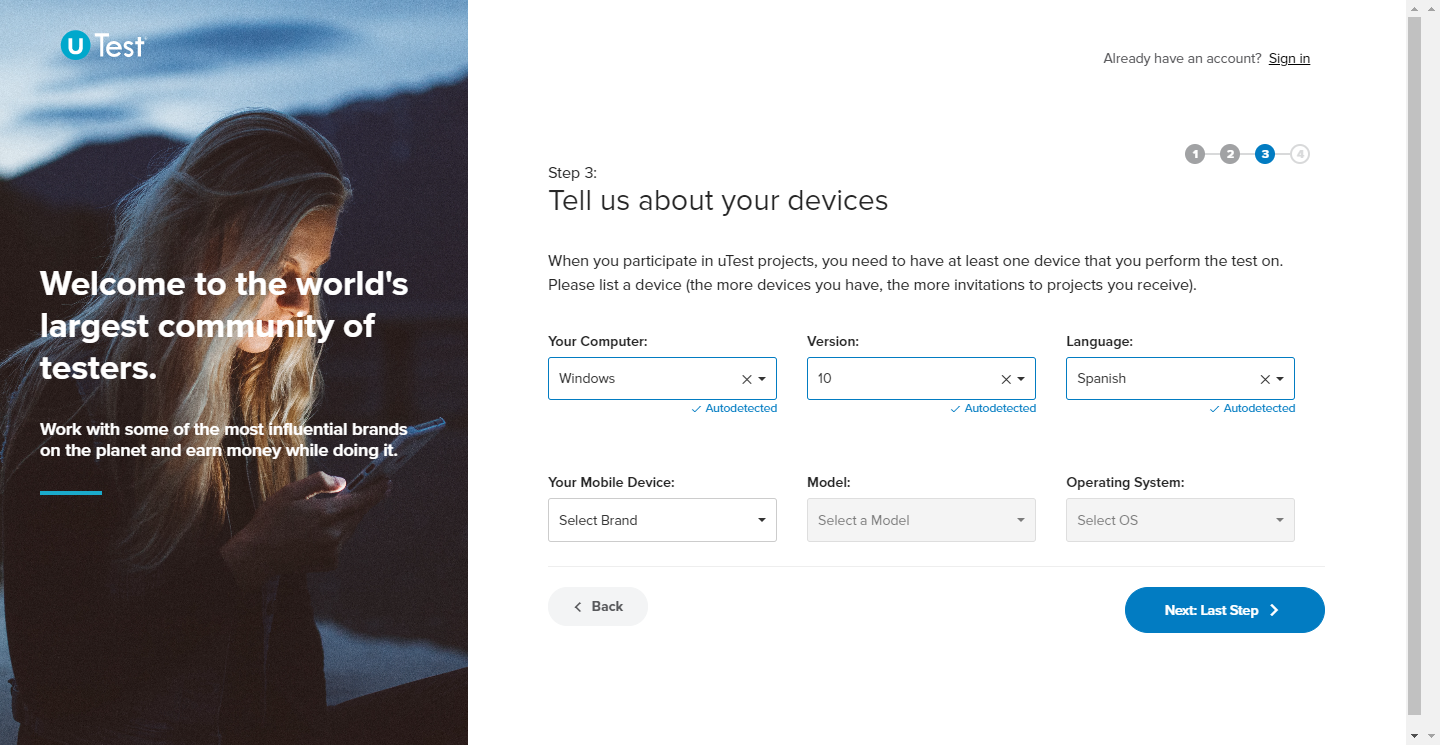 uTest
Welcome to the world's
largest community of
testers.
Work with some of the most influential brands
on the planet and earn money while doing it.
Already have an account? Sign in
1 2 3 4
Step 3:
Tell us about your devices
When you participate in uTest projects, you need to have at least one device that you perform the test on.
Please list a device (the more devices you have, the more invitations to projects you receive).
Your Computer: Version: Language:
Windows 10 Spanish
Autodetected Autodetected Autodetected
Your Mobile Device: Model: Operating System:
Select Brand Select a Model Select OS
Back Next: Last Step